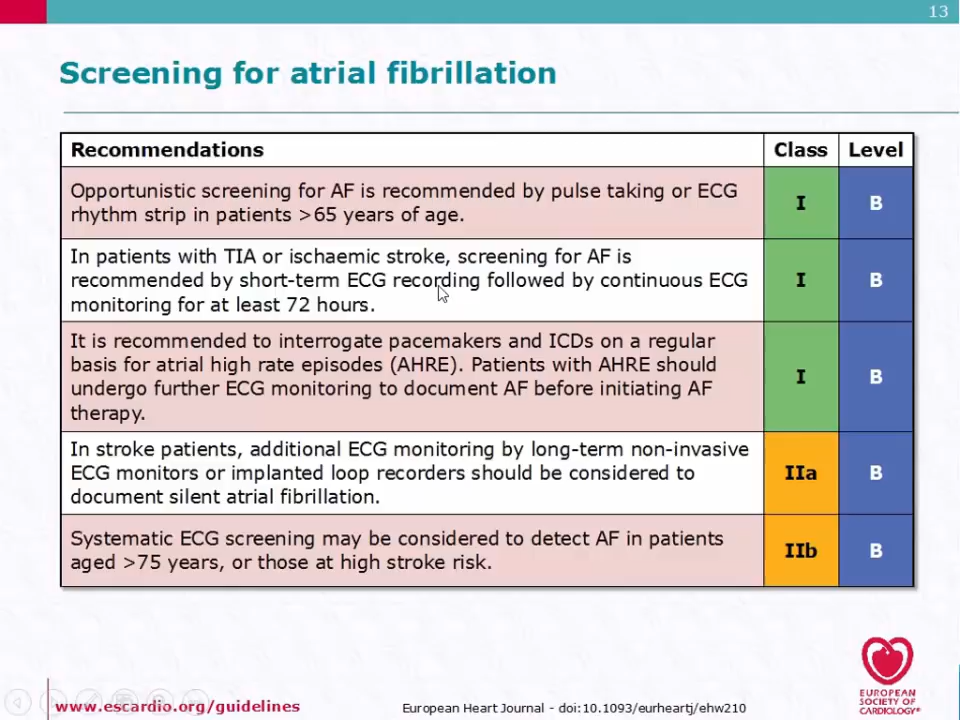 13
Screening for atrial fibrillation
Recommendations Class Level
Opportunistic screening for AF is recommended by pulse taking or ECG
rhythm strip in patients >65 years of age.
I B
In patients with TIA or ischaemic stroke, screening for AF is
recommended by short-term ECG recording followed by continuous ECG
monitoring for at least 72 hours.
I B
It is recommended to interrogate pacemakers and ICDs on a regular
basis for atrial high rate episodes (AHRE). Patients with AHRE should
undergo further ECG monitoring to document AF before initiating AF
therapy.
I B
In stroke patients, additional ECG monitoring by long-term non-invasive
ECG monitors or implanted loop recorders should be considered to
document silent atrial fibrillation.
IIa B
Systematic ECG screening may be considered to detect AF in patients
aged >75 years, or those at high stroke risk.
IIb B
www.escardio.org/guidelines
European Heart Journal - doi:10.1093/eurheartj/ehw210
EUROPEAN
SOCIETY OF
CARDIOLOGY®